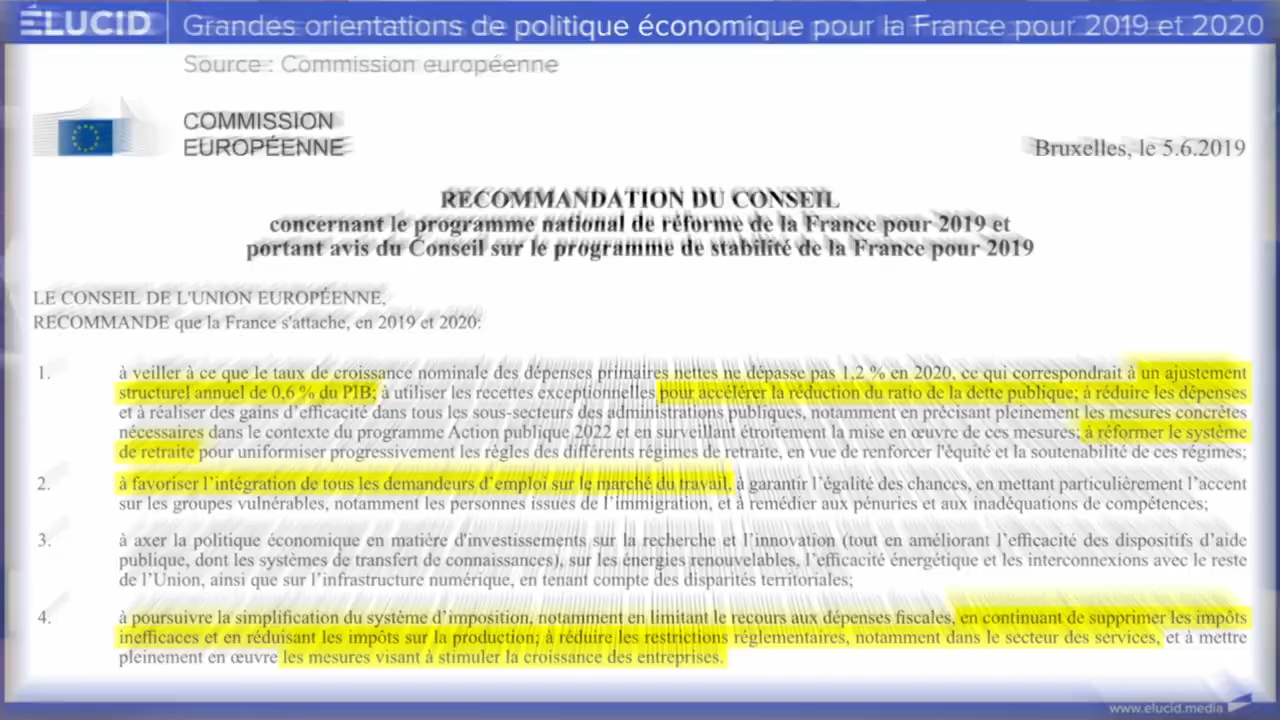 ÉLUCID
Grandes orientations de politique économique pour la France pour 2019 et 2020
Source : Commission européenne
COMMISSION
EUROPÉENNE
Bruxelles, le 5.6.2019
RECOMMANDATION DU CONSEIL
concernant le programme national de réforme de la France pour 2019 et
portant avis du Conseil sur le programme de stabilité de la France pour 2019
LE CONSEIL DE L'UNION EUROPÉENNE,
RECOMMANDE que la France s'attache, en 2019 et 2020:
1. à veiller à ce que le taux de croissance nominale des dépenses primaires nettes ne dépasse pas 1,2 % en 2020, ce qui correspondrait à un ajustement
structurel annuel de 0,6 % du PIB; à utiliser les recettes exceptionnelles pour accélérer la réduction du ratio de la dette publique; à réduire les dépenses
et à réaliser des gains d’efficacité dans tous les sous-secteurs des administrations publiques, notamment en précisant pleinement les mesures concrètes
nécessaires dans le contexte du programme Action publique 2022 et en surveillant étroitement la mise en œuvre de ces mesures; à réformer le système
de retraite pour uniformiser progressivement les règles des différents régimes de retraite, en vue de renforcer l'équité et la soutenabilité de ces régimes;
2. à favoriser l’intégration de tous les demandeurs d’emploi sur le marché du travail, à garantir l’égalité des chances, en mettant particulièrement l’accent
sur les groupes vulnérables, notamment les personnes issues de l’immigration, et à remédier aux pénuries et aux inadéquations de compétences;
3. à axer la politique économique en matière d'investissements sur la recherche et l’innovation (tout en améliorant l’efficacité des dispositifs d’aide
publique, dont les systèmes de transfert de connaissances), sur les énergies renouvelables, l’efficacité énergétique et les interconnexions avec le reste
de l’Union, ainsi que sur l’infrastructure numérique, en tenant compte des disparités territoriales;
4. à poursuivre la simplification du système d’imposition, notamment en limitant le recours aux dépenses fiscales, en continuant de supprimer les impôts
inefficaces et en réduisant les impôts sur la production; à réduire les restrictions réglementaires, notamment dans le secteur des services, et à mettre
pleinement en œuvre les mesures visant à stimuler la croissance des entreprises.
www.elucid.media